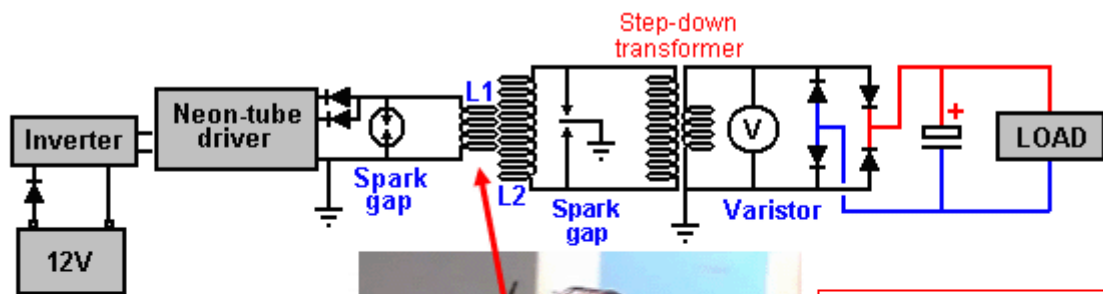 Step-down
transformer
L1
Neon-tube
driver
Inverter
V
+
LOAD
Spark
gap
L2
Spark
gap
Varistor
12V